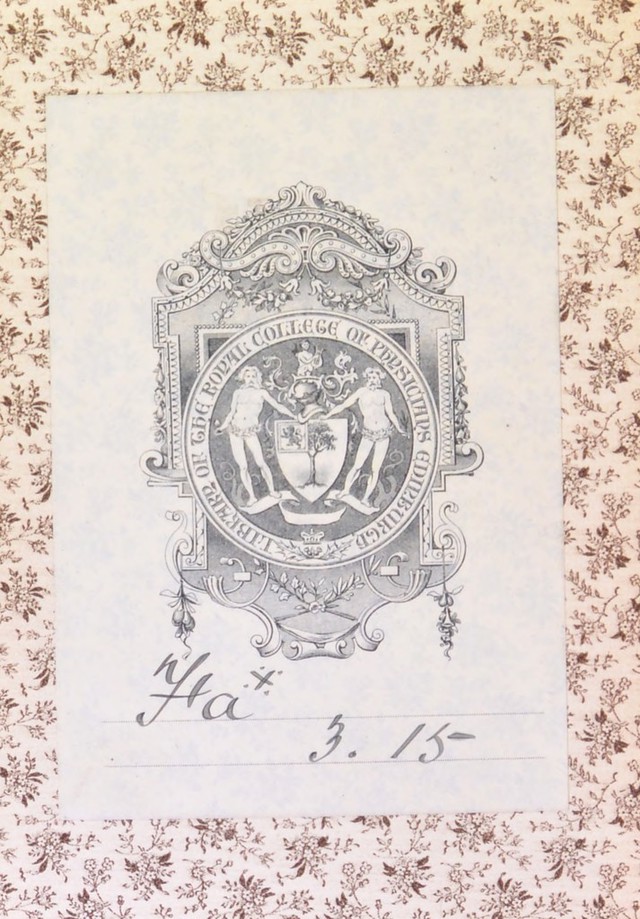 LIBRARY OF THE ROYAL COLLEGE OF PHYSICIANS EDINBURGH
Ha*
3. 15